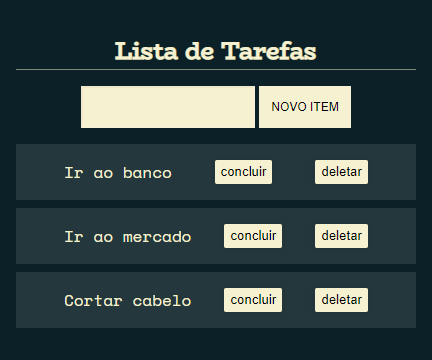 Lista de Tarefas
NOVO ITEM
Ir ao banco concluir deletar
Ir ao mercado concluir deletar
Cortar cabelo concluir deletar